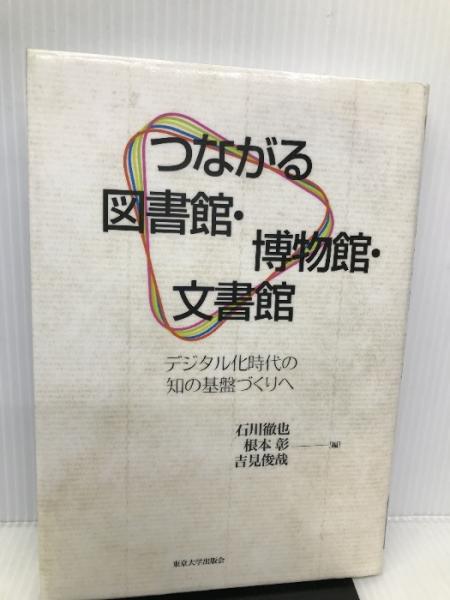 つながる
図書館・
博物館・
文書館
デジタル化時代の
知の基盤づくりへ
石川徹也
根本 彰
吉見俊哉
[編]
東京大学出版会